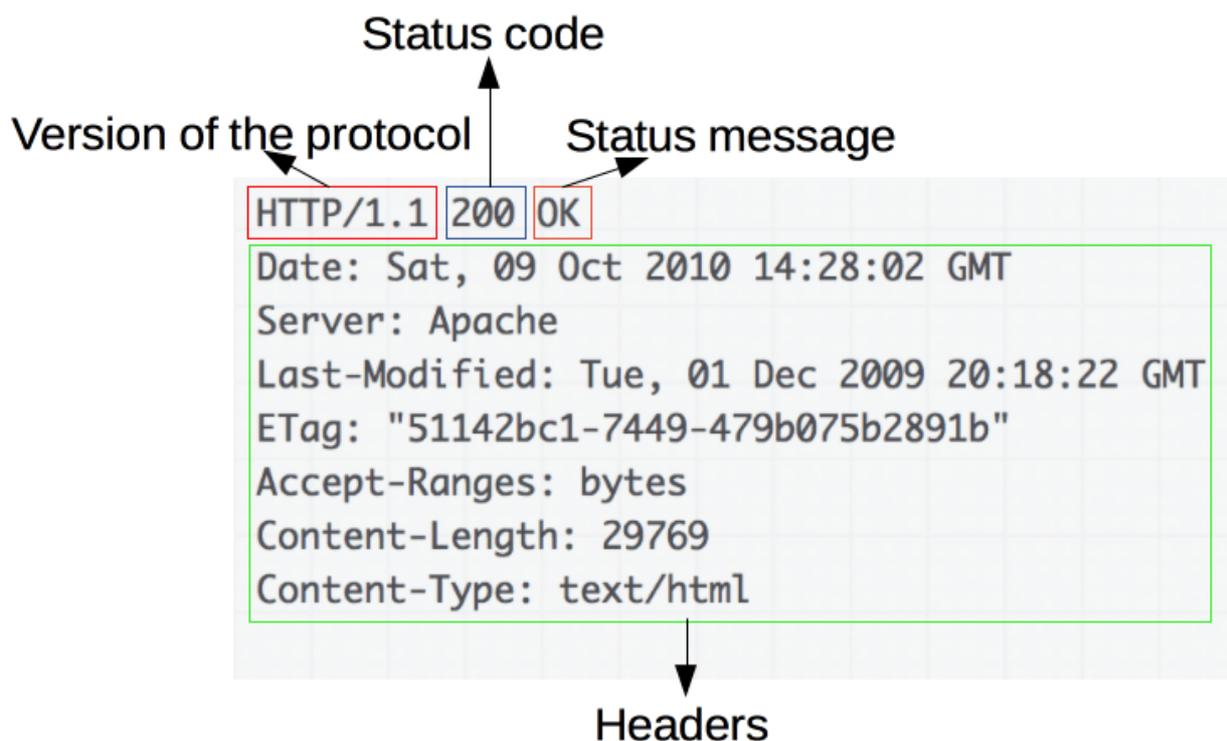 Status code
Version of the protocol
Status message
HTTP/1.1 200 OK
Date: Sat, 09 Oct 2010 14:28:02 GMT
Server: Apache
Last-Modified: Tue, 01 Dec 2009 20:18:22 GMT
ETag: "51142bc1-7449-479b075b2891b"
Accept-Ranges: bytes
Content-Length: 29769
Content-Type: text/html
Headers